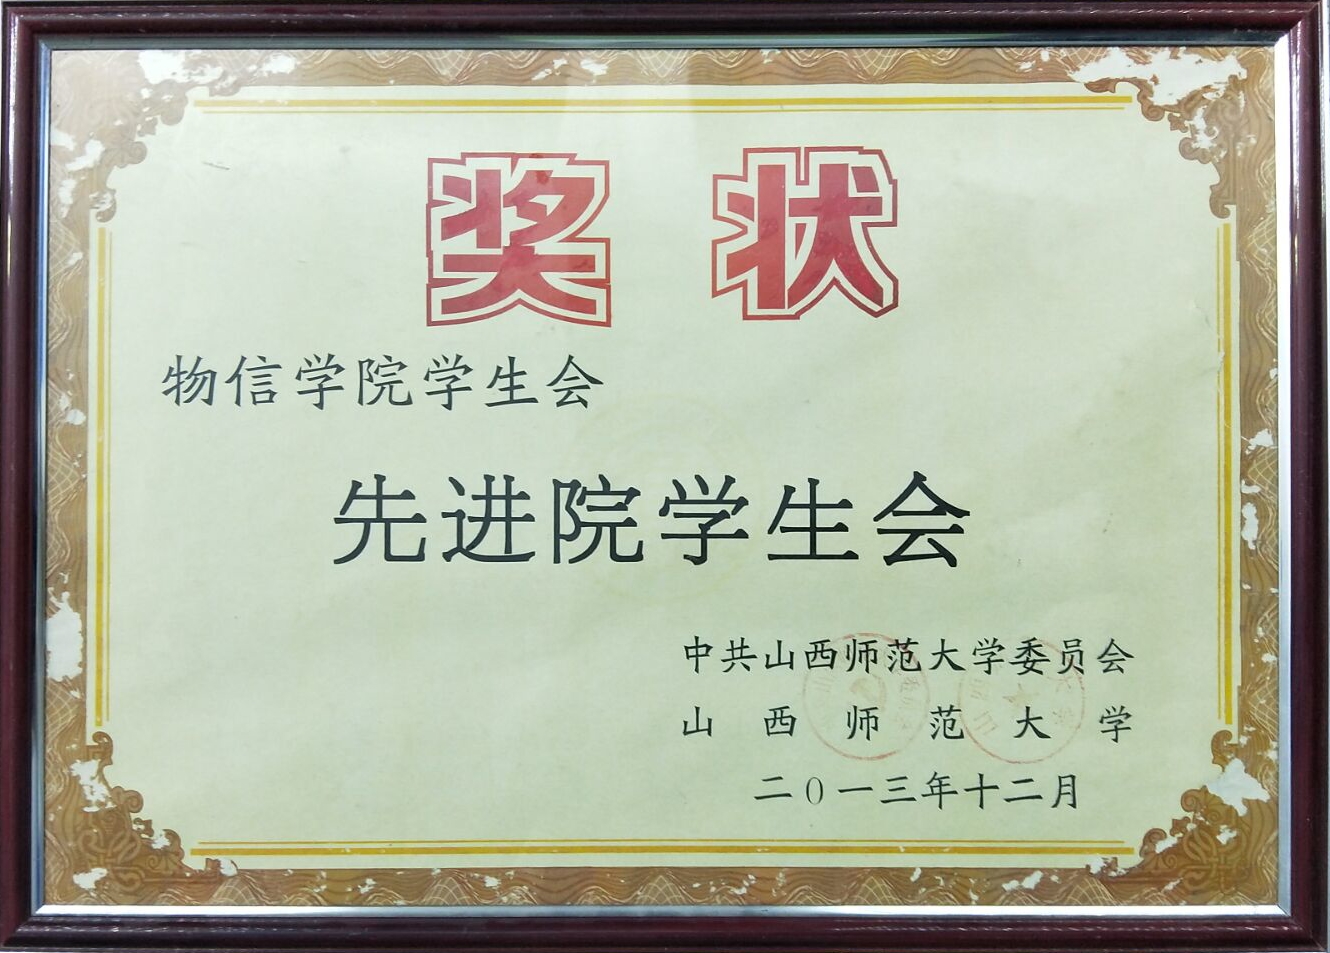 奖状
物信学院学生会
先进院学生会
中共山西师范大学委员会
山西师范大学
二〇一三年十二月